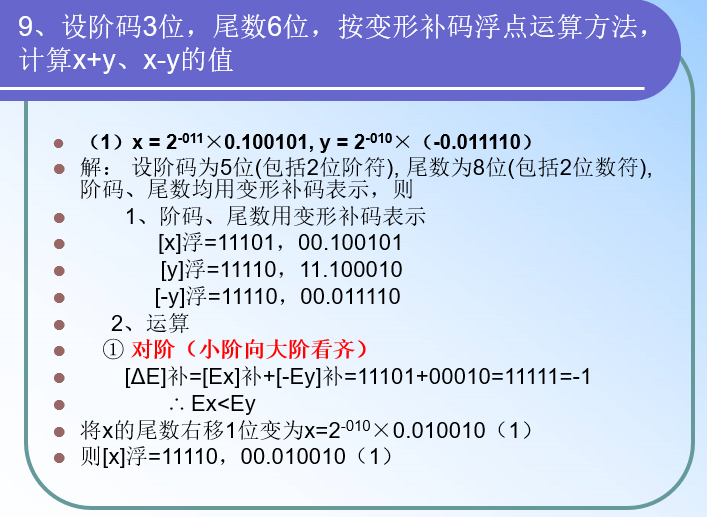 9、设阶码3位，尾数6位，按变形补码浮点运算方法，
计算x+y、x-y的值
（1）x = 2-011×0.100101, y = 2-010×（-0.011110）
解： 设阶码为5位(包括2位阶符), 尾数为8位(包括2位数符),
阶码、尾数均用变形补码表示，则
1、阶码、尾数用变形补码表示
[x]浮=11101，00.100101
[y]浮=11110，11.100010
[-y]浮=11110，00.011110
2、运算
① 对阶（小阶向大阶看齐）
[ΔE]补=[Ex]补+[-Ey]补=11101+00010=11111=-1
∴ Ex<Ey
将x的尾数右移1位变为x=2-010×0.010010（1）
则[x]浮=11110，00.010010（1）